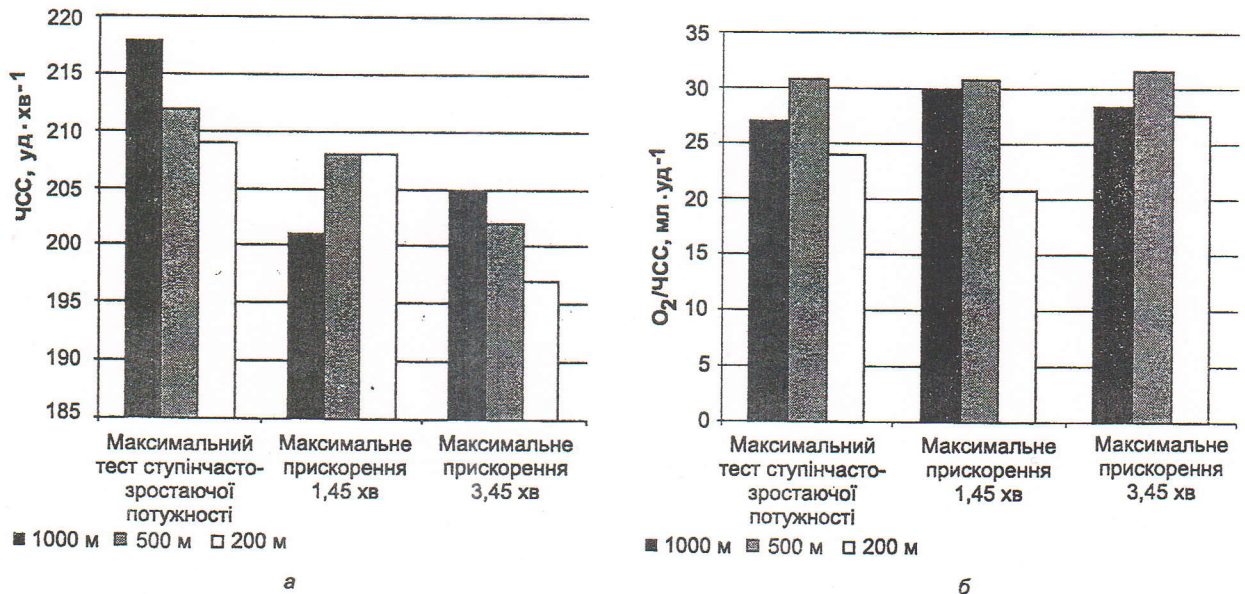 ЧСС, уд·хв⁻¹
220
215
210
205
200
195
190
185
Максимальний
тест ступінчасто-
зростаючої
потужності
Максимальне
прискорення
1,45 хв
Максимальне
прискорення
3,45 хв
1000 м 500 м 200 м
а
O₂/ЧСС, мл·уд⁻¹
35
30
25
20
15
10
5
0
Максимальний
тест ступінчасто-
зростаючої
потужності
Максимальне
прискорення
1,45 хв
Максимальне
прискорення
3,45 хв
1000 м 500 м 200 м
б